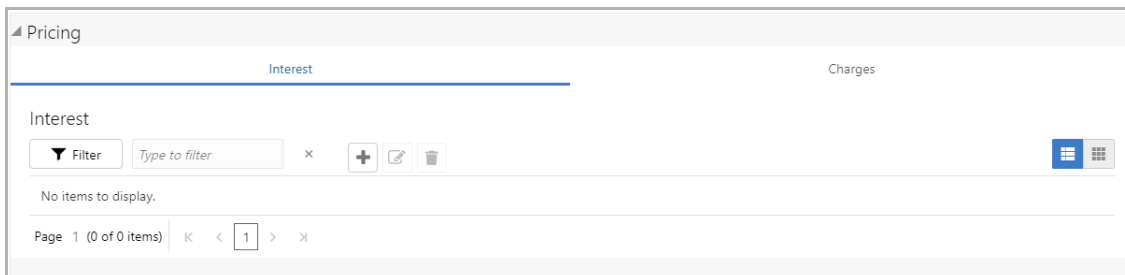 Pricing
Interest Charges
Interest
Filter Type to filter
No items to display.
Page 1 (0 of 0 items) 1